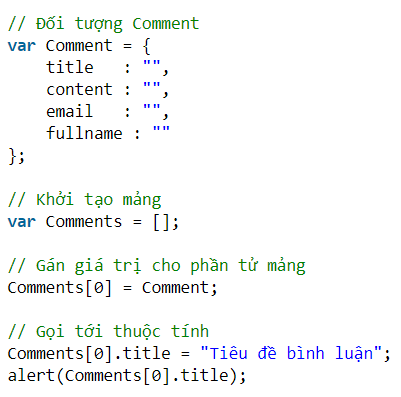 // Đối tượng Comment
var Comment = {
    title   : "",
    content : "",
    email   : "",
    fullname : ""
};

// Khởi tạo mảng
var Comments = [];

// Gán giá trị cho phần tử mảng
Comments[0] = Comment;

// Gọi tới thuộc tính
Comments[0].title = "Tiêu đề bình luận";
alert(Comments[0].title);